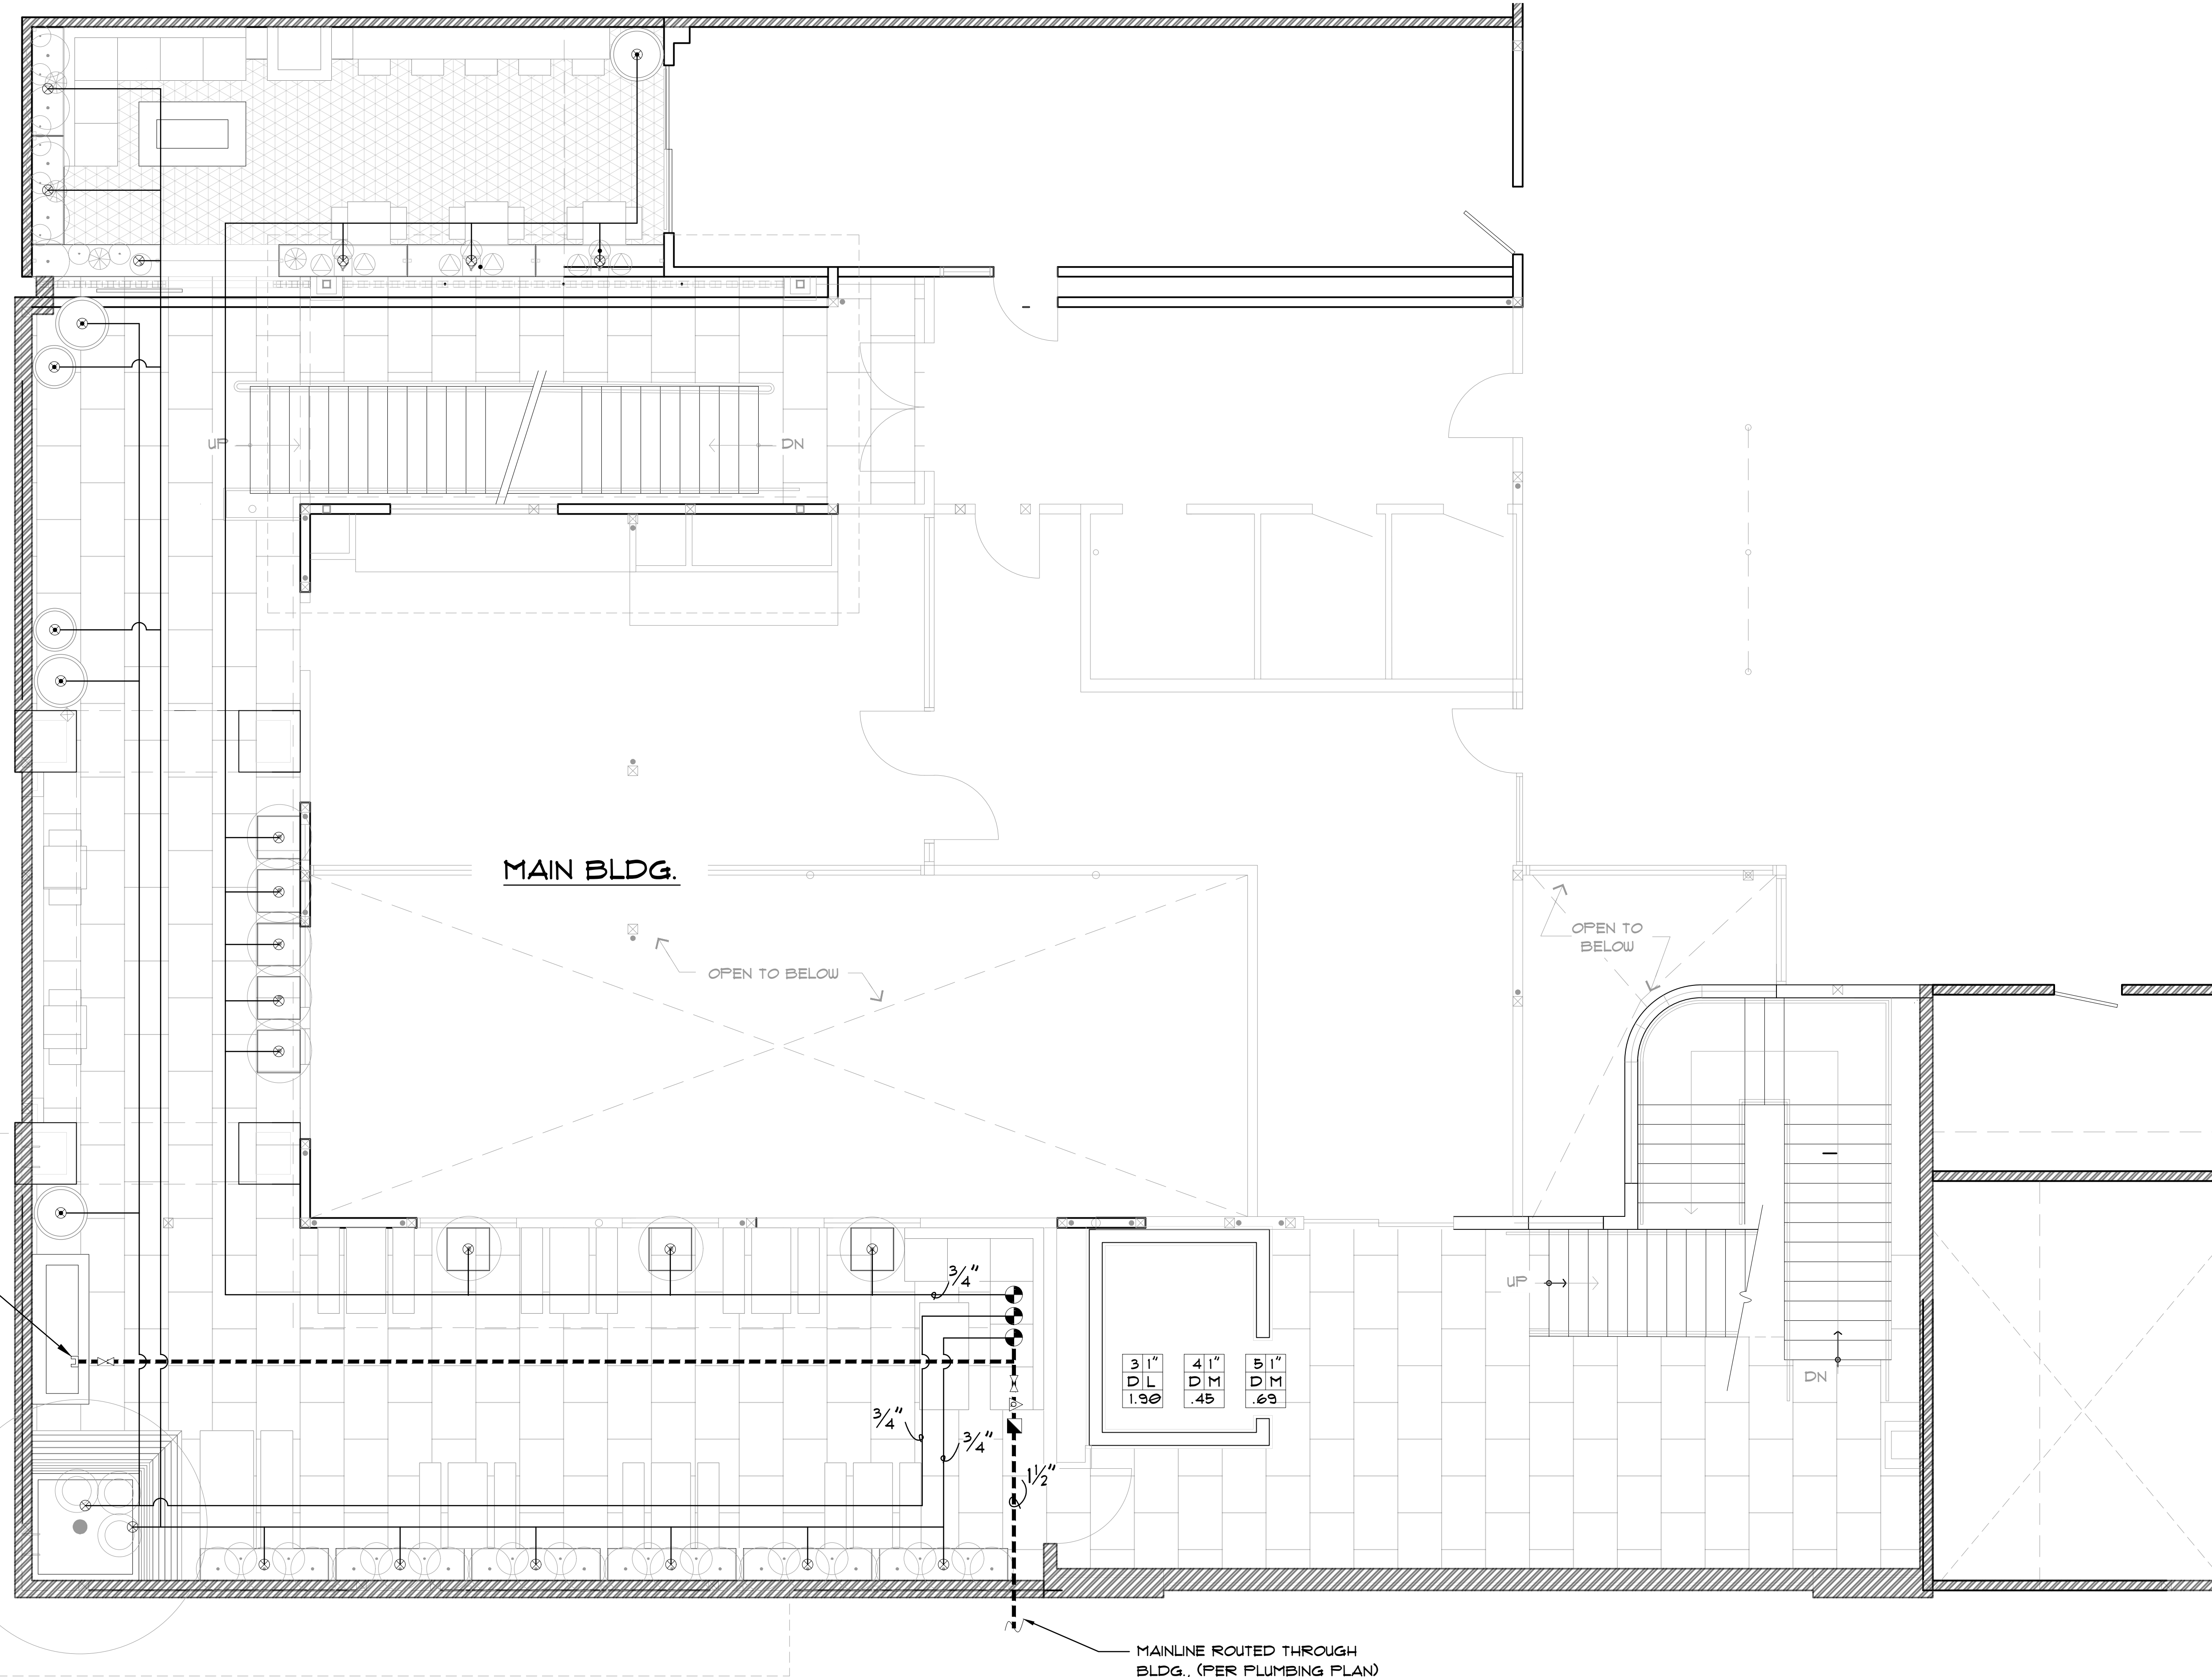 UP
DN
MAIN BLDG.
OPEN TO
BELOW
OPEN TO BELOW
3/4"
UP
3 1"
D L
1.90
4 1"
D M
.45
5 1"
D M
.69
DN
3/4"
3/4"
1 1/2"
MAINLINE ROUTED THROUGH
BLDG., (PER PLUMBING PLAN)